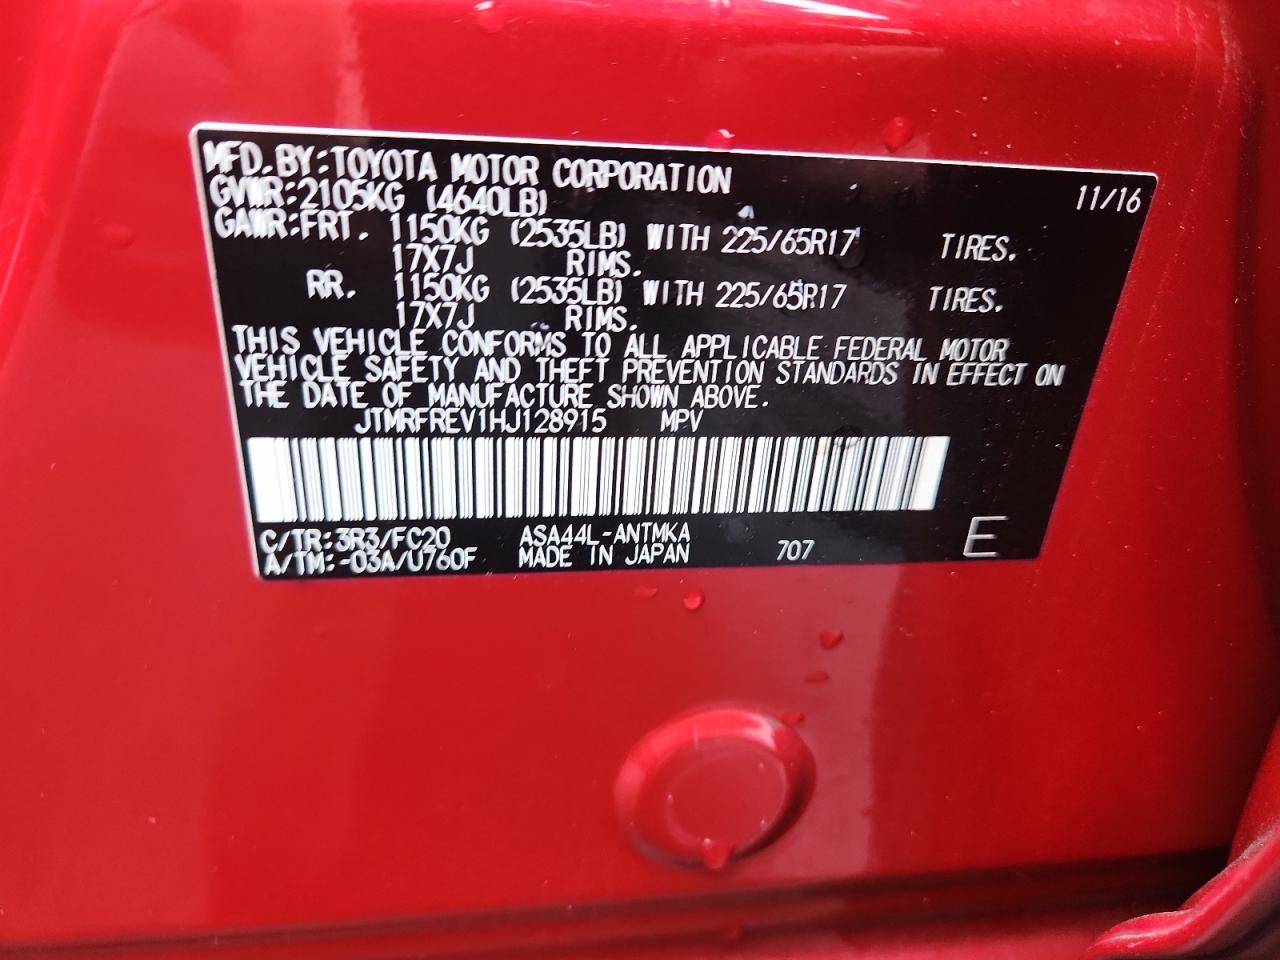 MFD. BY: TOYOTA MOTOR CORPORATION 11/16
GVWR: 2105KG (4640LB)
GAWR: FRT. 1150KG (2535LB) WITH 225/65R17 TIRES.
17X7J RIMS.
RR. 1150KG (2535LB) WITH 225/65R17 TIRES.
17X7J RIMS.
THIS VEHICLE CONFORMS TO ALL APPLICABLE FEDERAL MOTOR
VEHICLE SAFETY AND THEFT PREVENTION STANDARDS IN EFFECT ON
THE DATE OF MANUFACTURE SHOWN ABOVE.
JTMRFREV1HJ128915 MPV
C/TR: 3R3/FC20 ASA44L-ANTMKA
A/TM: -03A/U760F MADE IN JAPAN 707 E